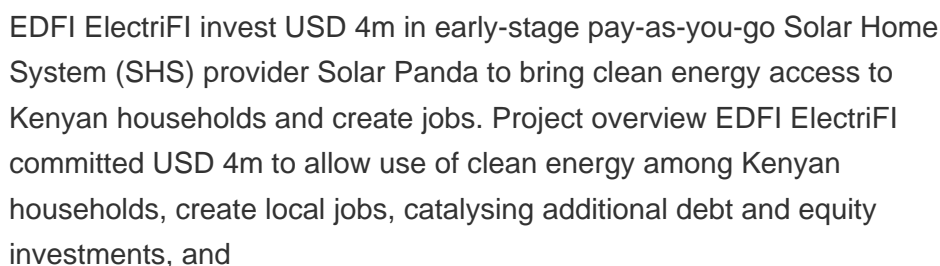 EDFI ElectriFI invest USD 4m in early-stage pay-as-you-go Solar Home
System (SHS) provider Solar Panda to bring clean energy access to
Kenyan households and create jobs. Project overview EDFI ElectriFI
committed USD 4m to allow use of clean energy among Kenyan
households, create local jobs, catalysing additional debt and equity
investments, and